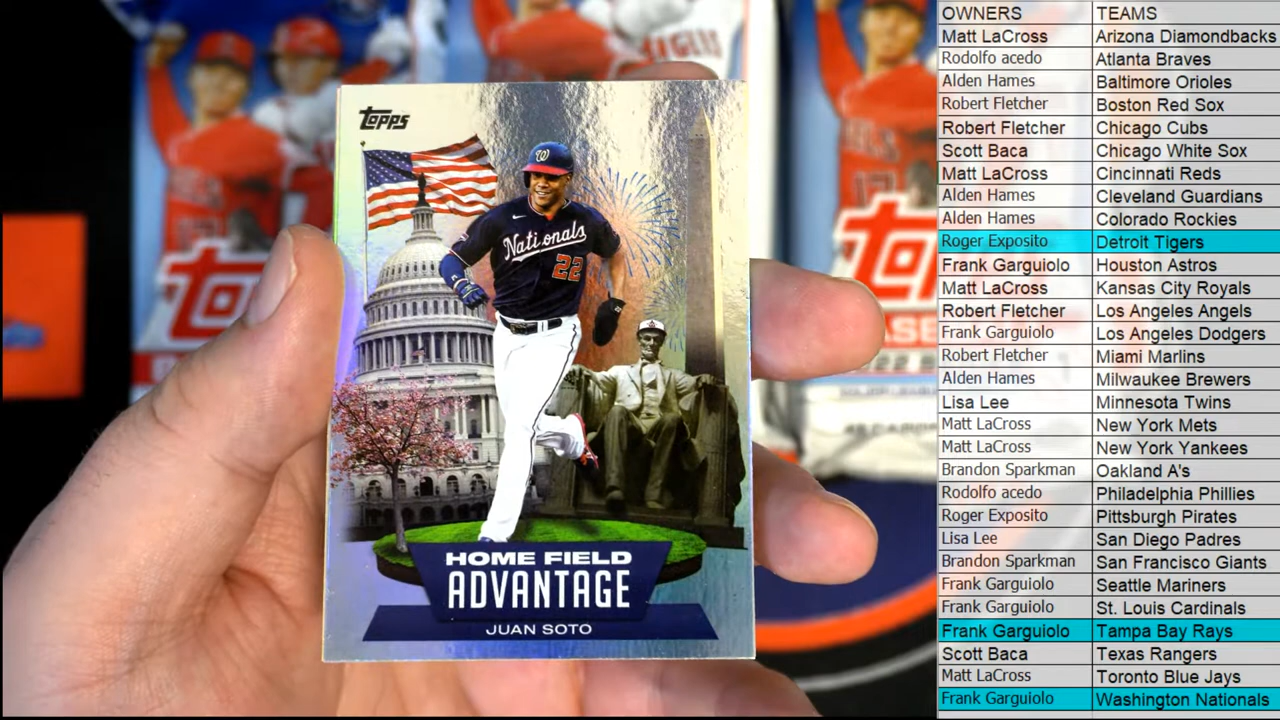 Topps
W
Nationals
22
HOME FIELD
ADVANTAGE
JUAN SOTO
OWNERS TEAMS
Matt LaCross Arizona Diamondbacks
Rodolfo acedo Atlanta Braves
Alden Hames Baltimore Orioles
Robert Fletcher Boston Red Sox
Robert Fletcher Chicago Cubs
Scott Baca Chicago White Sox
Matt LaCross Cincinnati Reds
Alden Hames Cleveland Guardians
Alden Hames Colorado Rockies
Roger Exposito Detroit Tigers
Frank Garguiolo Houston Astros
Matt LaCross Kansas City Royals
Robert Fletcher Los Angeles Angels
Frank Garguiolo Los Angeles Dodgers
Robert Fletcher Miami Marlins
Alden Hames Milwaukee Brewers
Lisa Lee Minnesota Twins
Matt LaCross New York Mets
Matt LaCross New York Yankees
Brandon Sparkman Oakland A's
Rodolfo acedo Philadelphia Phillies
Roger Exposito Pittsburgh Pirates
Lisa Lee San Diego Padres
Brandon Sparkman San Francisco Giants
Frank Garguiolo Seattle Mariners
Frank Garguiolo St. Louis Cardinals
Frank Garguiolo Tampa Bay Rays
Scott Baca Texas Rangers
Matt LaCross Toronto Blue Jays
Frank Garguiolo Washington Nationals